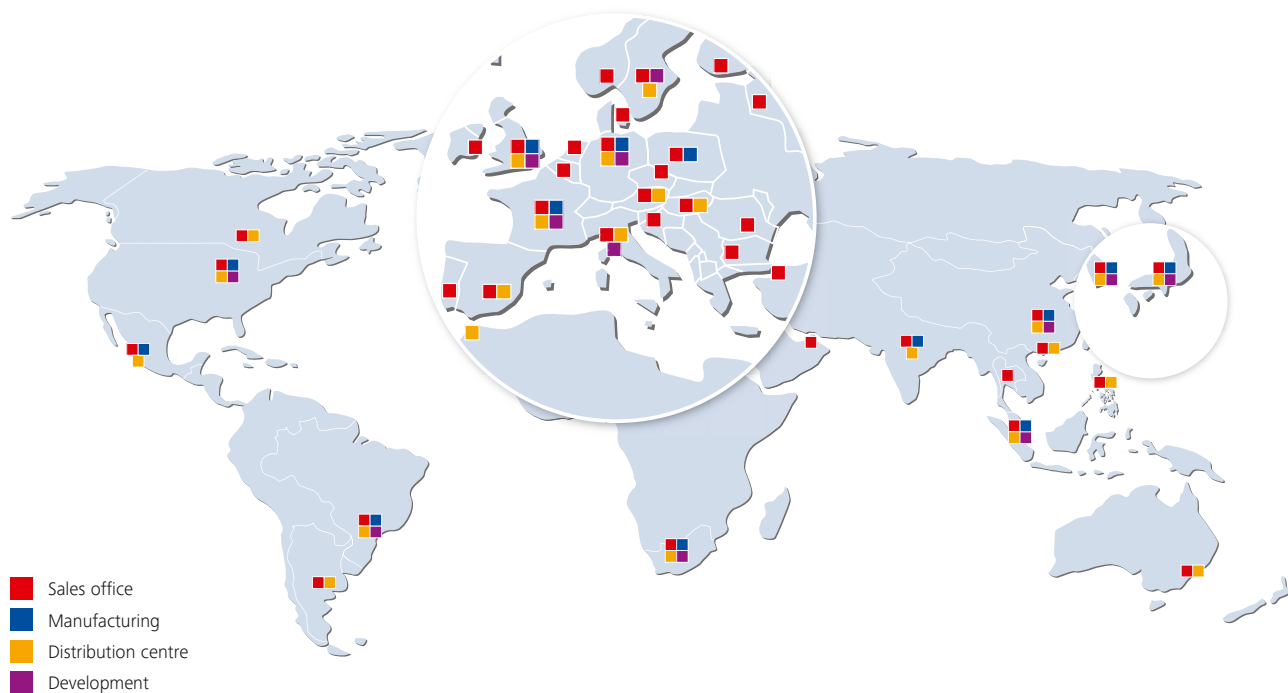 Sales office
Manufacturing
Distribution centre
Development